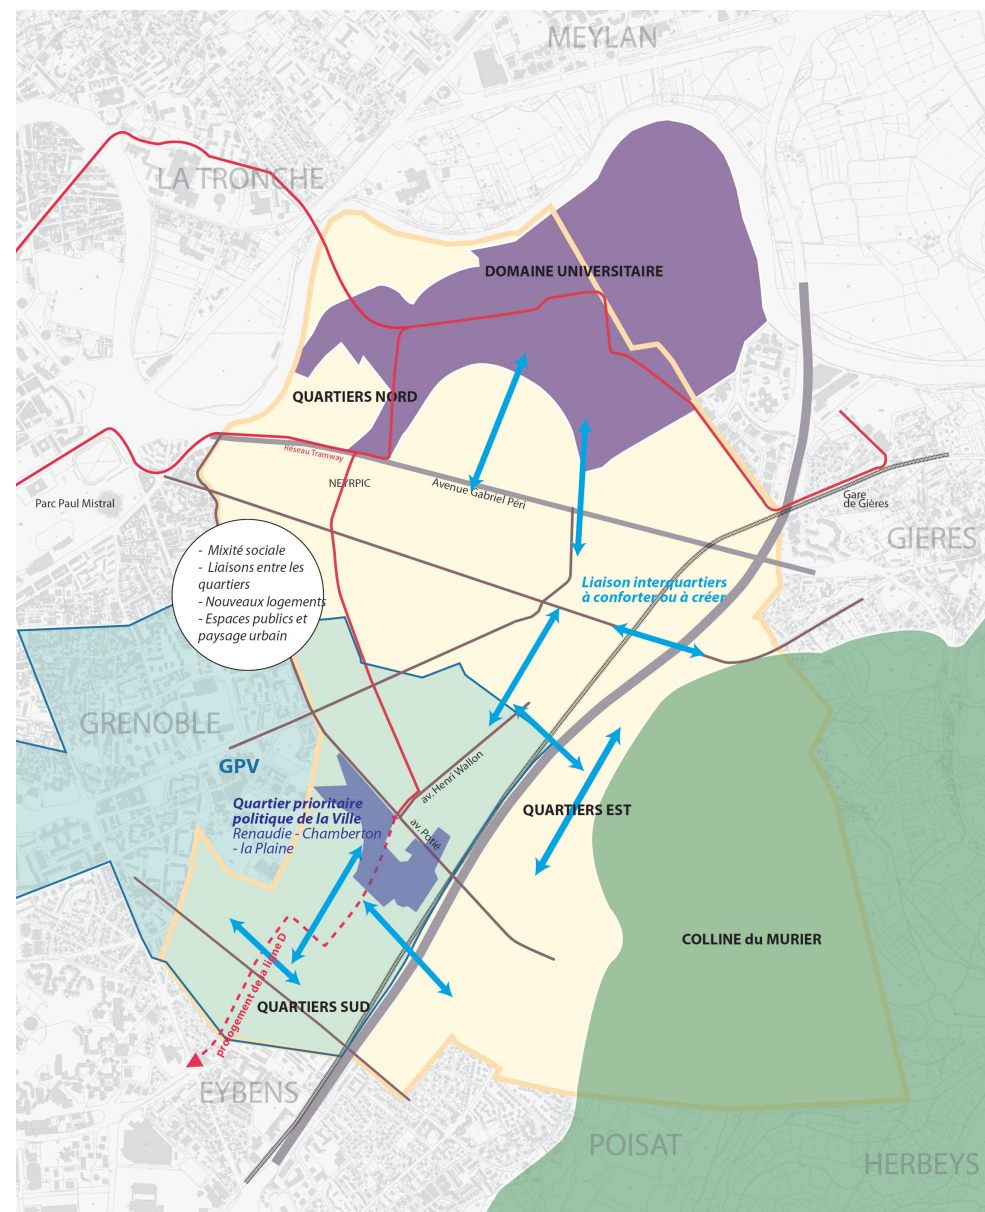 MEYLAN
LA TRONCHE
DOMAINE UNIVERSITAIRE
QUARTIERS NORD
Réseau Tramway
NEYRPIC
Avenue Gabriel Péri
Parc Paul Mistral
Gare
de Gières
GIERES
- Mixité sociale
- Liaisons entre les
quartiers
- Nouveaux logements
- Espaces publics et
paysage urbain
Liaison interquartiers
à conforter ou à créer
GRENOBLE
GPV
av. Henri Wallon
Quartier prioritaire
politique de la Ville
Renaudie - Chamberton
- la Plaine
av. Potié
QUARTIERS EST
COLLINE du MURIER
prologement de la ligne D
QUARTIERS SUD
EYBENS
POISAT
HERBEYS